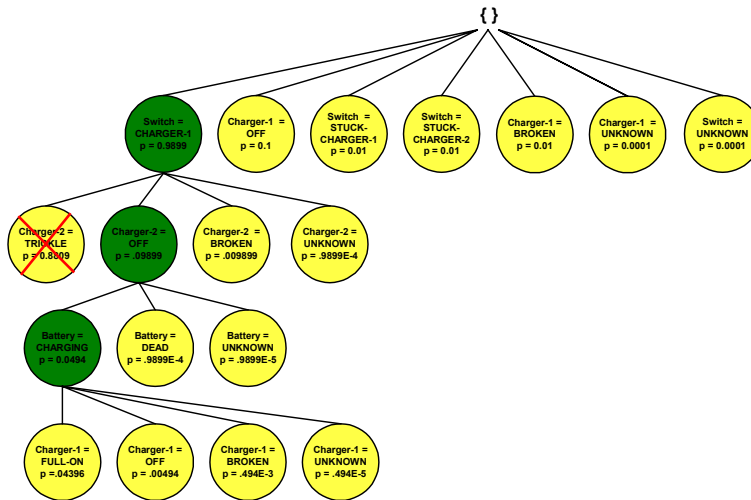 { }
Switch =
CHARGER-1
p = 0.9899
Charger-1 =
OFF
p = 0.1
Switch =
STUCK-
CHARGER-1
p = 0.01
Switch =
STUCK-
CHARGER-2
p = 0.01
Charger-1 =
BROKEN
p = 0.01
Charger-1 =
UNKNOWN
p = 0.0001
Switch =
UNKNOWN
p = 0.0001
Charger-2 =
TRICKLE
p = 0.8809
Charger-2 =
OFF
p = .09899
Charger-2 =
BROKEN
p = .009899
Charger-2 =
UNKNOWN
p = .9899E-4
Battery =
CHARGING
p = 0.0494
Battery =
DEAD
p = .9899E-4
Battery =
UNKNOWN
p = .9899E-5
Charger-1 =
FULL-ON
p =.04396
Charger-1 =
OFF
p = .00494
Charger-1 =
BROKEN
p = .494E-3
Charger-1 =
UNKNOWN
p = .494E-5